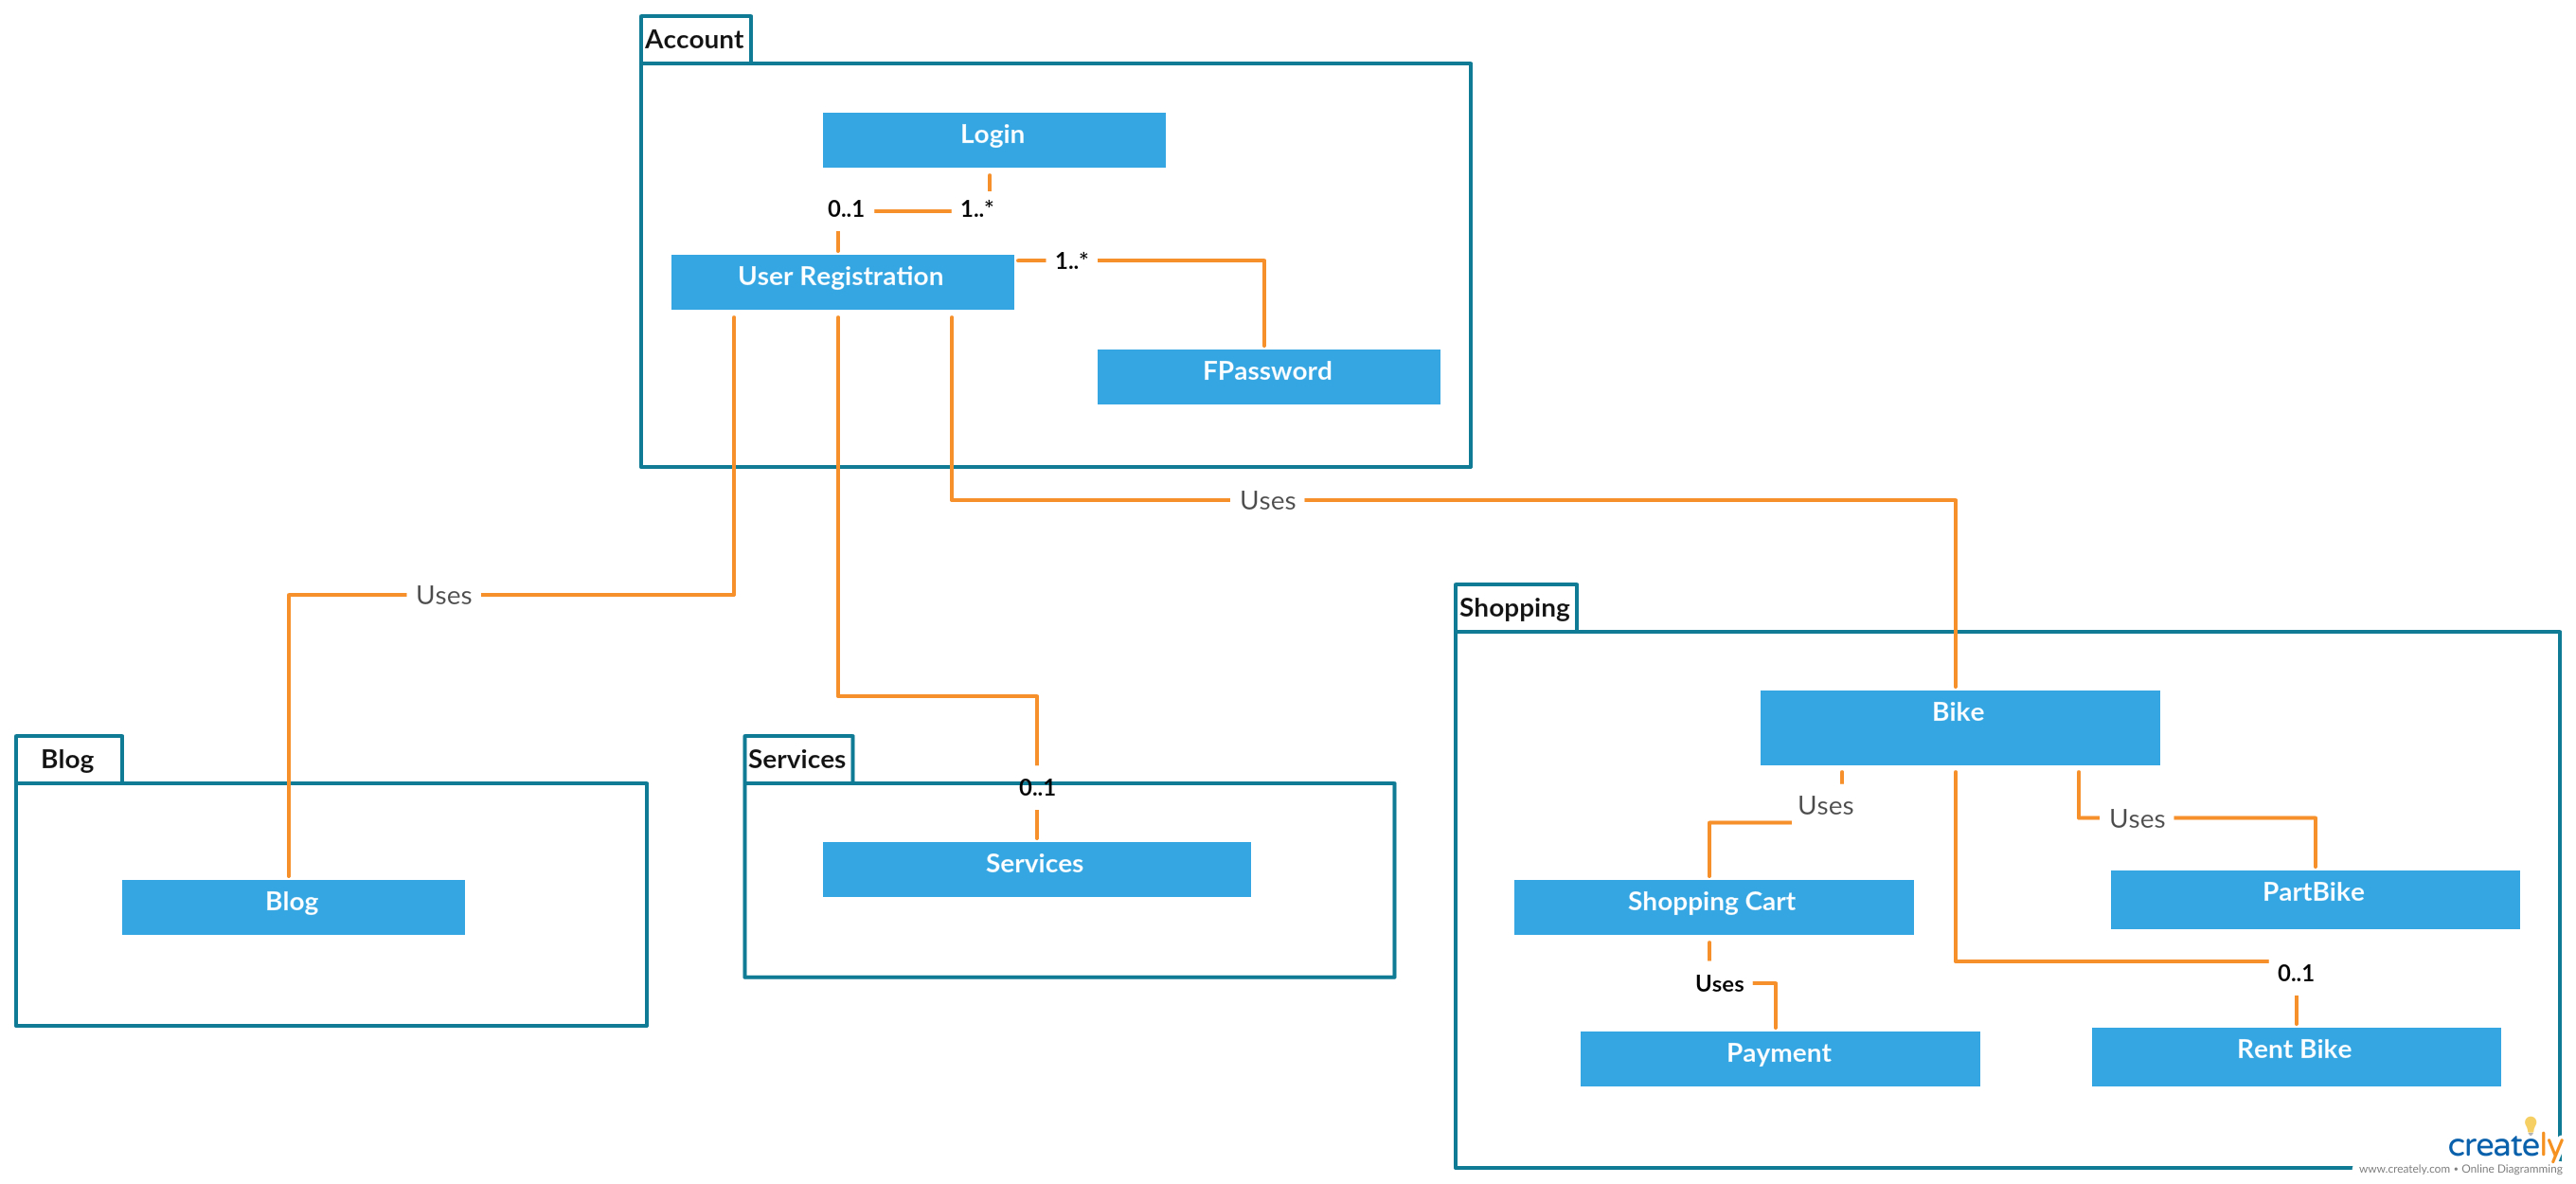 Account
Login
0..1
1..*
User Registration
1..*
FPassword
Uses
Uses
Shopping
Bike
Blog
Services
0..1
Uses
Uses
Services
Blog
Shopping Cart
PartBike
0..1
Uses
Payment
Rent Bike
creately
www.creately.com • Online Diagramming